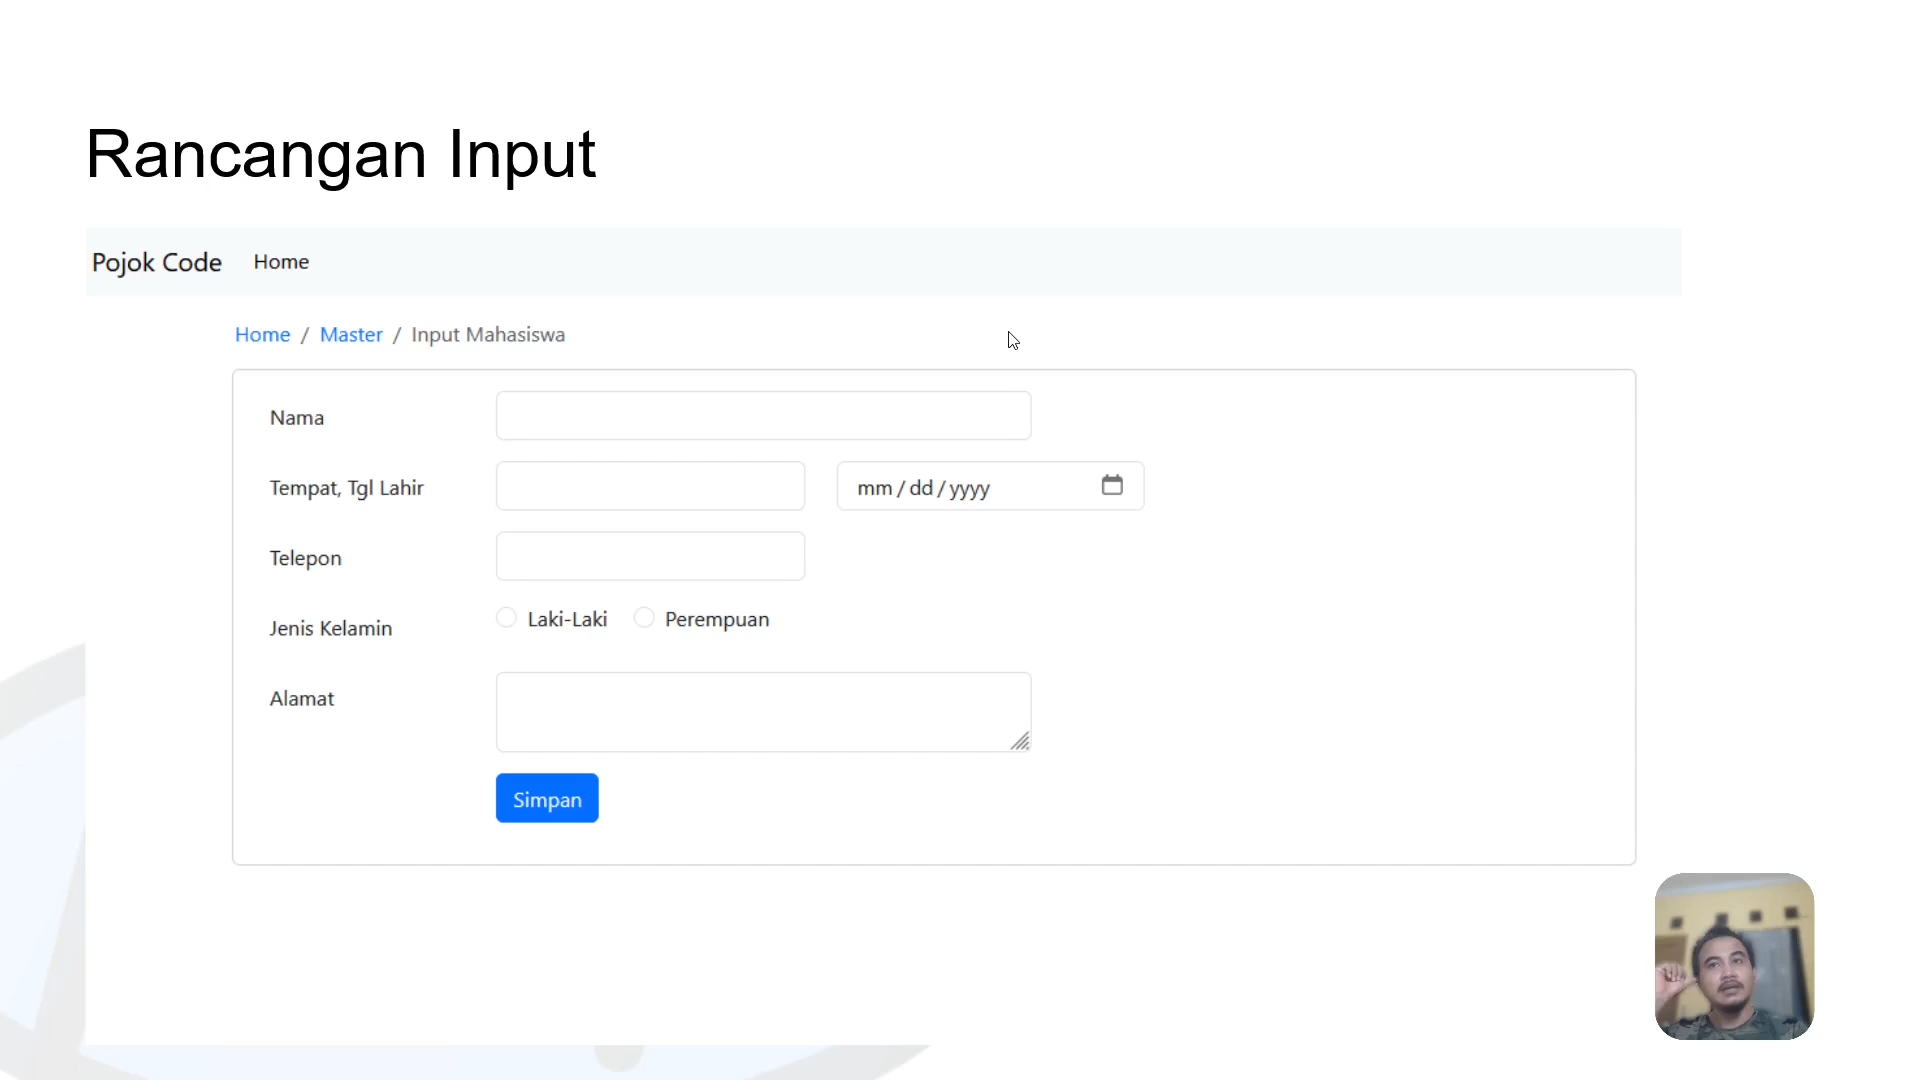 Rancangan Input
Pojok Code Home
Home / Master / Input Mahasiswa
Nama
Tempat, Tgl Lahir mm/dd/yyyy
Telepon
Jenis Kelamin Laki-Laki Perempuan
Alamat
Simpan